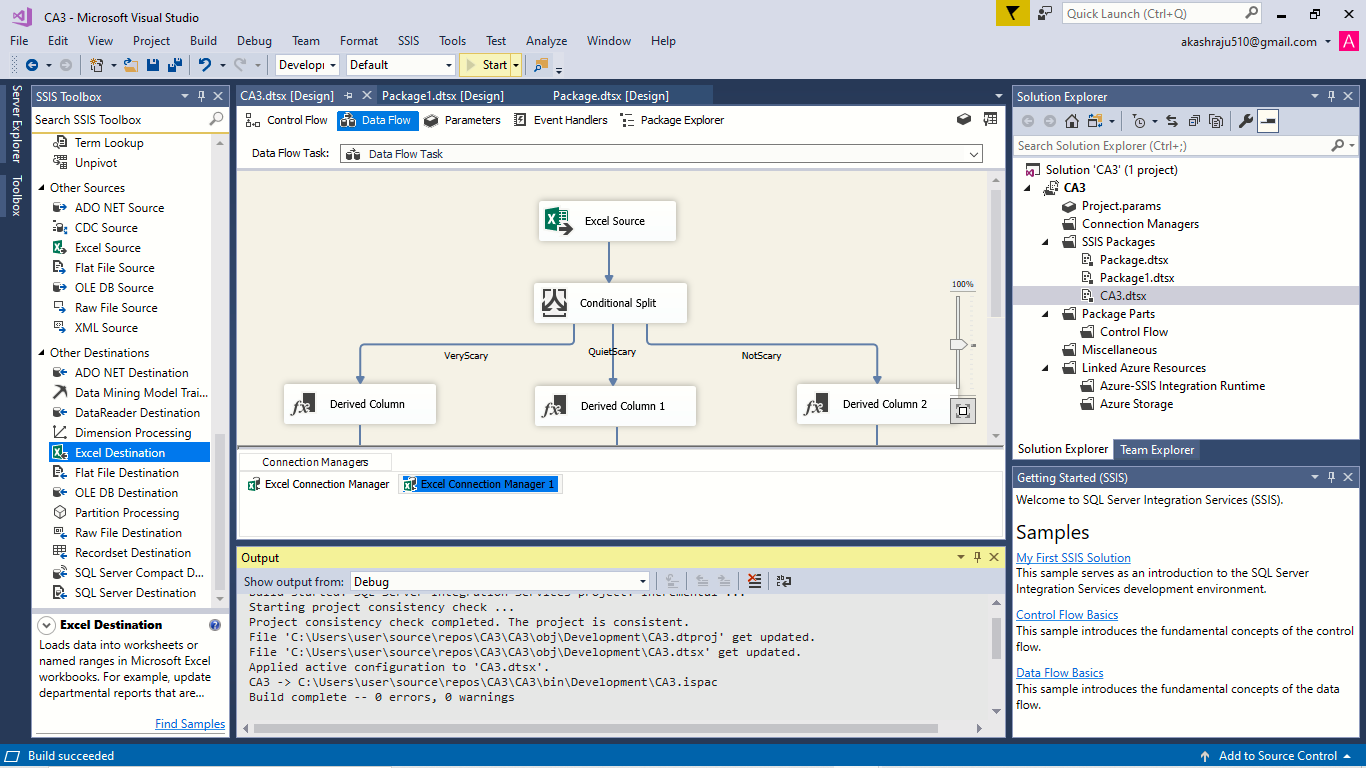 CA3 - Microsoft Visual Studio
Quick Launch (Ctrl+Q)
File Edit View Project Build Debug Team Format SSIS Tools Test Analyze Window Help
akashraju510@gmail.com A
Developı Default Start
Server Explorer
Toolbox
SSIS Toolbox
Search SSIS Toolbox
Term Lookup
Unpivot
Other Sources
ADO NET Source
CDC Source
Excel Source
Flat File Source
OLE DB Source
Raw File Source
XML Source
Other Destinations
ADO NET Destination
Data Mining Model Trai...
DataReader Destination
Dimension Processing
Excel Destination
Flat File Destination
OLE DB Destination
Partition Processing
Raw File Destination
Recordset Destination
SQL Server Compact D...
SQL Server Destination
Excel Destination
Loads data into worksheets or
named ranges in Microsoft Excel
workbooks. For example, update
departmental reports that are...
Find Samples
CA3.dtsx [Design] Package1.dtsx [Design] Package.dtsx [Design]
Control Flow Data Flow Parameters Event Handlers Package Explorer
Data Flow Task: Data Flow Task
Excel Source
Conditional Split
100%
VeryScary QuietScary NotScary
Derived Column Derived Column 1 Derived Column 2
Connection Managers
Excel Connection Manager Excel Connection Manager 1
Output
Show output from: Debug
Build started: SQL Server Integration Services project: Incremental ...
Starting project consistency check ...
Project consistency check completed. The project is consistent.
File 'C:\Users\user\source\repos\CA3\CA3\obj\Development\CA3.dtproj' get updated.
File 'C:\Users\user\source\repos\CA3\CA3\obj\Development\CA3.dtsx' get updated.
Applied active configuration to 'CA3.dtsx'.
CA3 -> C:\Users\user\source\repos\CA3\CA3\bin\Development\CA3.ispac
Build complete -- 0 errors, 0 warnings
Solution Explorer
Search Solution Explorer (Ctrl+;)
Solution 'CA3' (1 project)
CA3
Project.params
Connection Managers
SSIS Packages
Package.dtsx
Package1.dtsx
CA3.dtsx
Package Parts
Control Flow
Miscellaneous
Linked Azure Resources
Azure-SSIS Integration Runtime
Azure Storage
Solution Explorer Team Explorer
Getting Started (SSIS)
Welcome to SQL Server Integration Services (SSIS).
Samples
My First SSIS Solution
This sample serves as an introduction to the SQL Server
Integration Services development environment.
Control Flow Basics
This sample introduces the fundamental concepts of the control
flow.
Data Flow Basics
This sample introduces the fundamental concepts of the data
flow.
Build succeeded
Add to Source Control